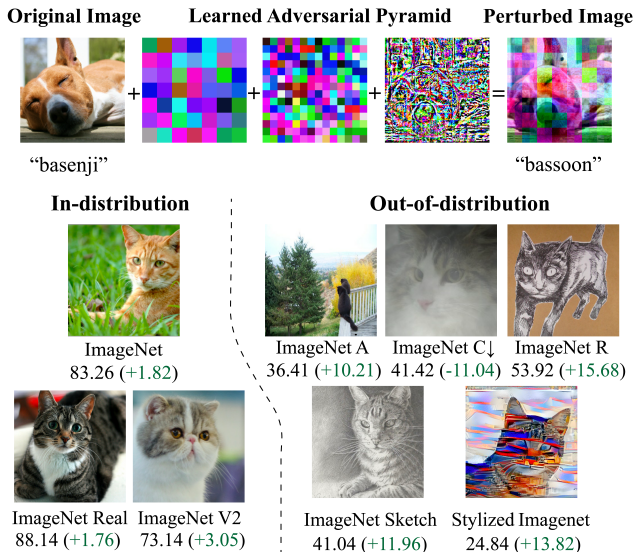 Original Image
Learned Adversarial Pyramid
Perturbed Image
+
+
+
=
“basenji”
“bassoon”
In-distribution
Out-of-distribution
ImageNet
83.26 (+1.82)
ImageNet A
36.41 (+10.21)
ImageNet C↓
41.42 (-11.04)
ImageNet R
53.92 (+15.68)
ImageNet Real
88.14 (+1.76)
ImageNet V2
73.14 (+3.05)
ImageNet Sketch
41.04 (+11.96)
Stylized Imagenet
24.84 (+13.82)